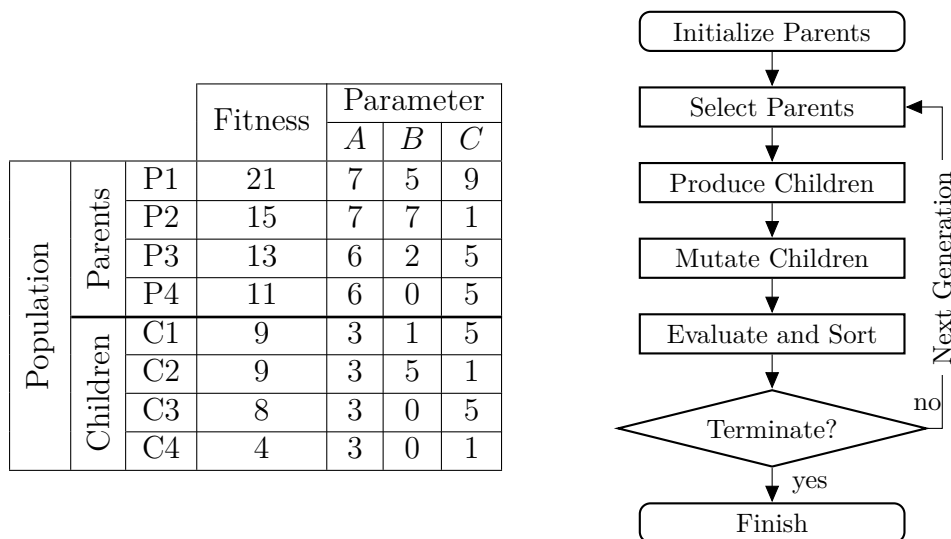 Fitness Parameter
A B C
Population
Parents
P1 21 7 5 9
P2 15 7 7 1
P3 13 6 2 5
P4 11 6 0 5
Children
C1 9 3 1 5
C2 9 3 5 1
C3 8 3 0 5
C4 4 3 0 1
Initialize Parents
Select Parents
Produce Children
Mutate Children
Evaluate and Sort
Terminate?
no
Next Generation
yes
Finish